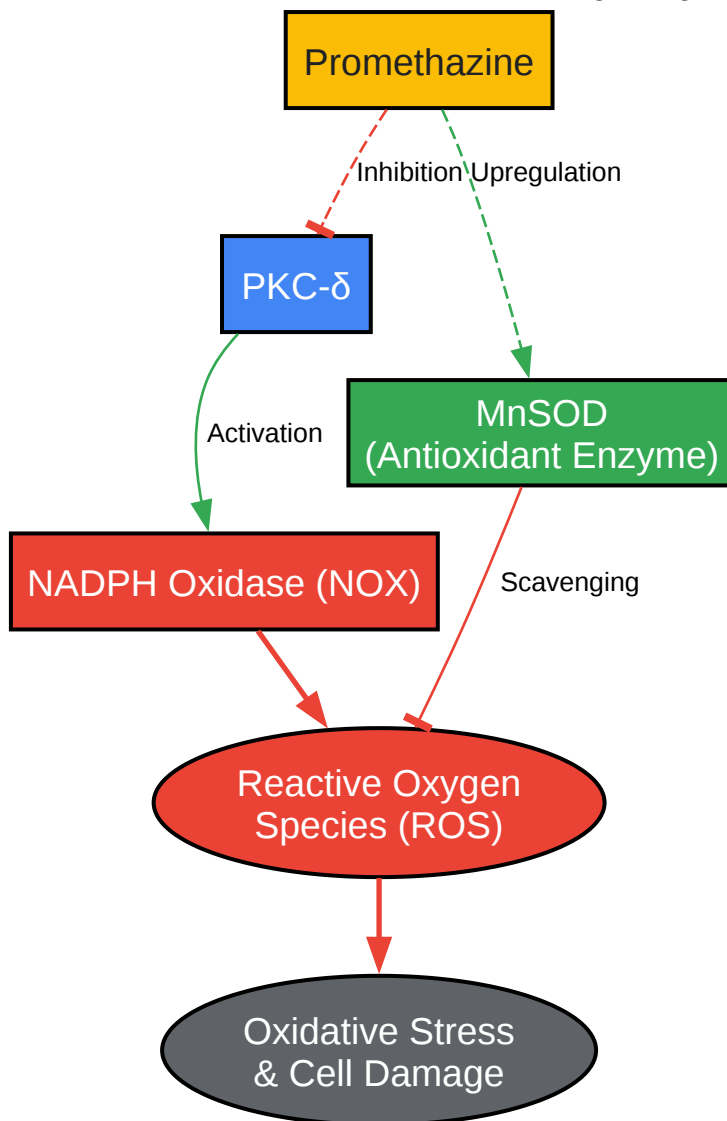 Promethazine
Inhibition Upregulation
PKC-δ
MnSOD
(Antioxidant Enzyme)
Activation
NADPH Oxidase (NOX)
Scavenging
Reactive Oxygen
Species (ROS)
Oxidative Stress
& Cell Damage